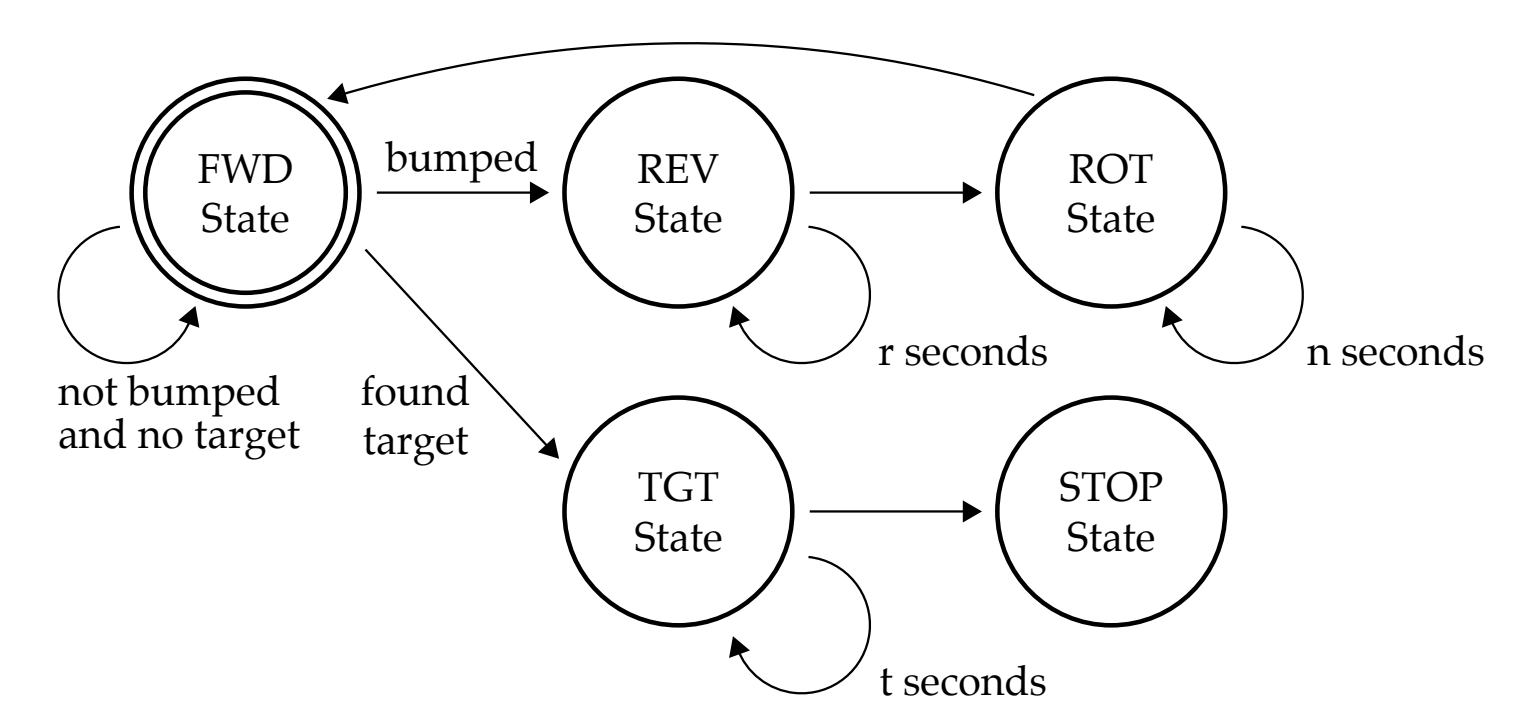 FWD
State
bumped
REV
State
ROT
State
not bumped
and no target
found
target
r seconds
n seconds
TGT
State
STOP
State
t seconds